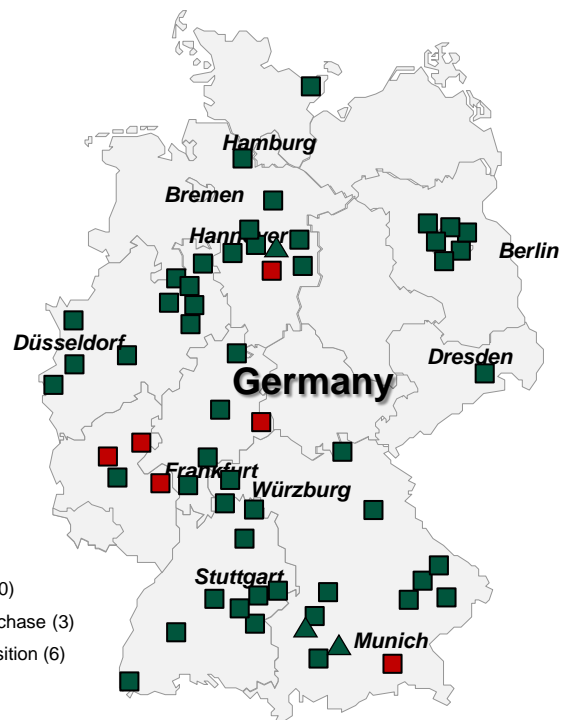 Hamburg
Bremen
Hannover
Berlin
Düsseldorf
Dresden
Germany
Frankfurt
Würzburg
Stuttgart
0)
chase (3)
sition (6)
Munich